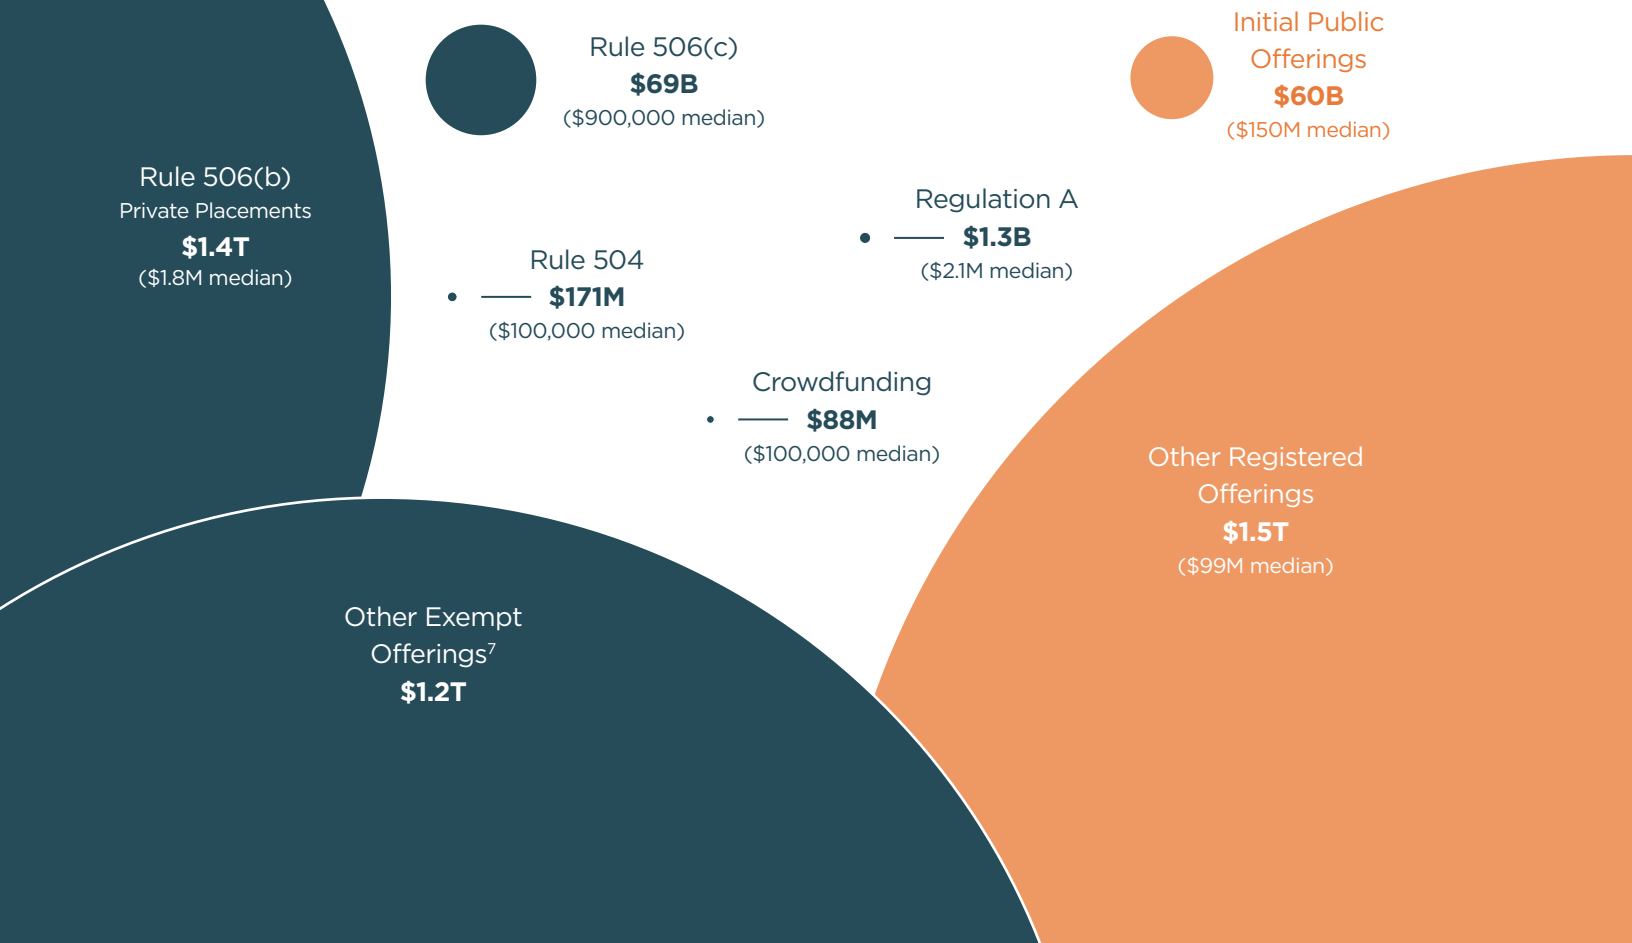 Rule 506(c)
$69B
($900,000 median)
Initial Public
Offerings
$60B
($150M median)
Rule 506(b)
Private Placements
$1.4T
($1.8M median)
Regulation A
$1.3B
($2.1M median)
Rule 504
$171M
($100,000 median)
Crowdfunding
$88M
($100,000 median)
Other Registered
Offerings
$1.5T
($99M median)
Other Exempt
Offerings⁷
$1.2T